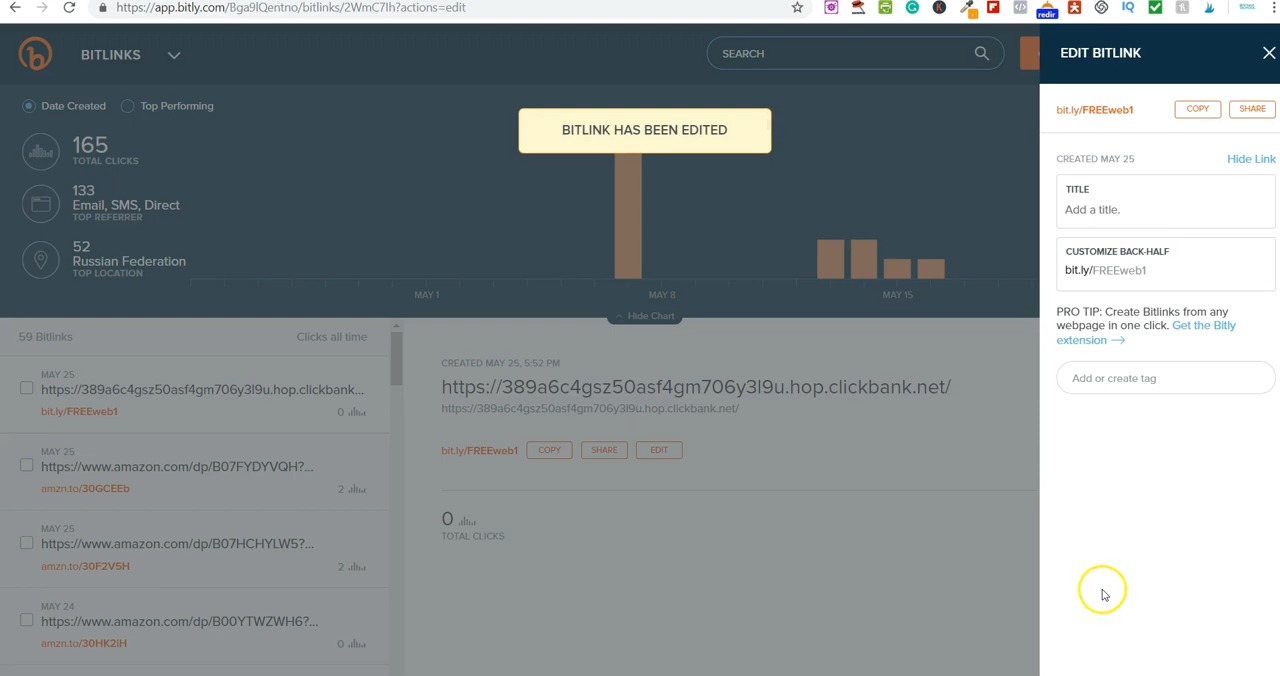 https://app.bitly.com/Bga9lQentno/bitlinks/2WmC7Ih?actions=edit
redir
IQ
b
BITLINKS
SEARCH
EDIT BITLINK
Date Created
Top Performing
BITLINK HAS BEEN EDITED
bit.ly/FREEweb1
COPY
SHARE
165
TOTAL CLICKS
133
Email, SMS, Direct
TOP REFERRER
52
Russian Federation
TOP LOCATION
MAY 1
MAY 8
MAY 15
Hide Chart
CREATED MAY 25
Hide Link
TITLE
Add a title.
CUSTOMIZE BACK-HALF
bit.ly/FREEweb1
PRO TIP: Create Bitlinks from any
webpage in one click. Get the Bitly
extension →
Add or create tag
59 Bitlinks
Clicks all time
MAY 25
https://389a6c4gsz50asf4gm706y3l9u.hop.clickbank...
bit.ly/FREEweb1
0
MAY 25
https://www.amazon.com/dp/B07FYDYVQH?...
amzn.to/30GCEEb
2
MAY 25
https://www.amazon.com/dp/B07HCHYLW5?...
amzn.to/30F2V5H
2
MAY 24
https://www.amazon.com/dp/B00YTWZWH6?...
amzn.to/30HK2iH
0
CREATED MAY 25, 5:52 PM
https://389a6c4gsz50asf4gm706y3l9u.hop.clickbank.net/
https://389a6c4gsz50asf4gm706y3l9u.hop.clickbank.net/
bit.ly/FREEweb1
COPY
SHARE
EDIT
0
TOTAL CLICKS